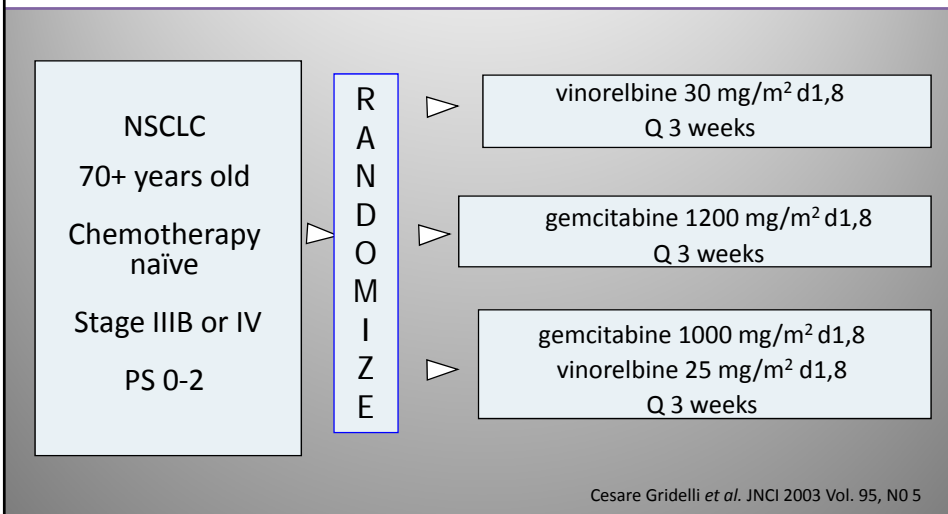 NSCLC
70+ years old
Chemotherapy
naïve
Stage IIIB or IV
PS 0-2
R
A
N
D
O
M
I
Z
E
vinorelbine 30 mg/m² d1,8
Q 3 weeks
gemcitabine 1200 mg/m² d1,8
Q 3 weeks
gemcitabine 1000 mg/m² d1,8
vinorelbine 25 mg/m² d1,8
Q 3 weeks
Cesare Gridelli et al. JNCI 2003 Vol. 95, N0 5